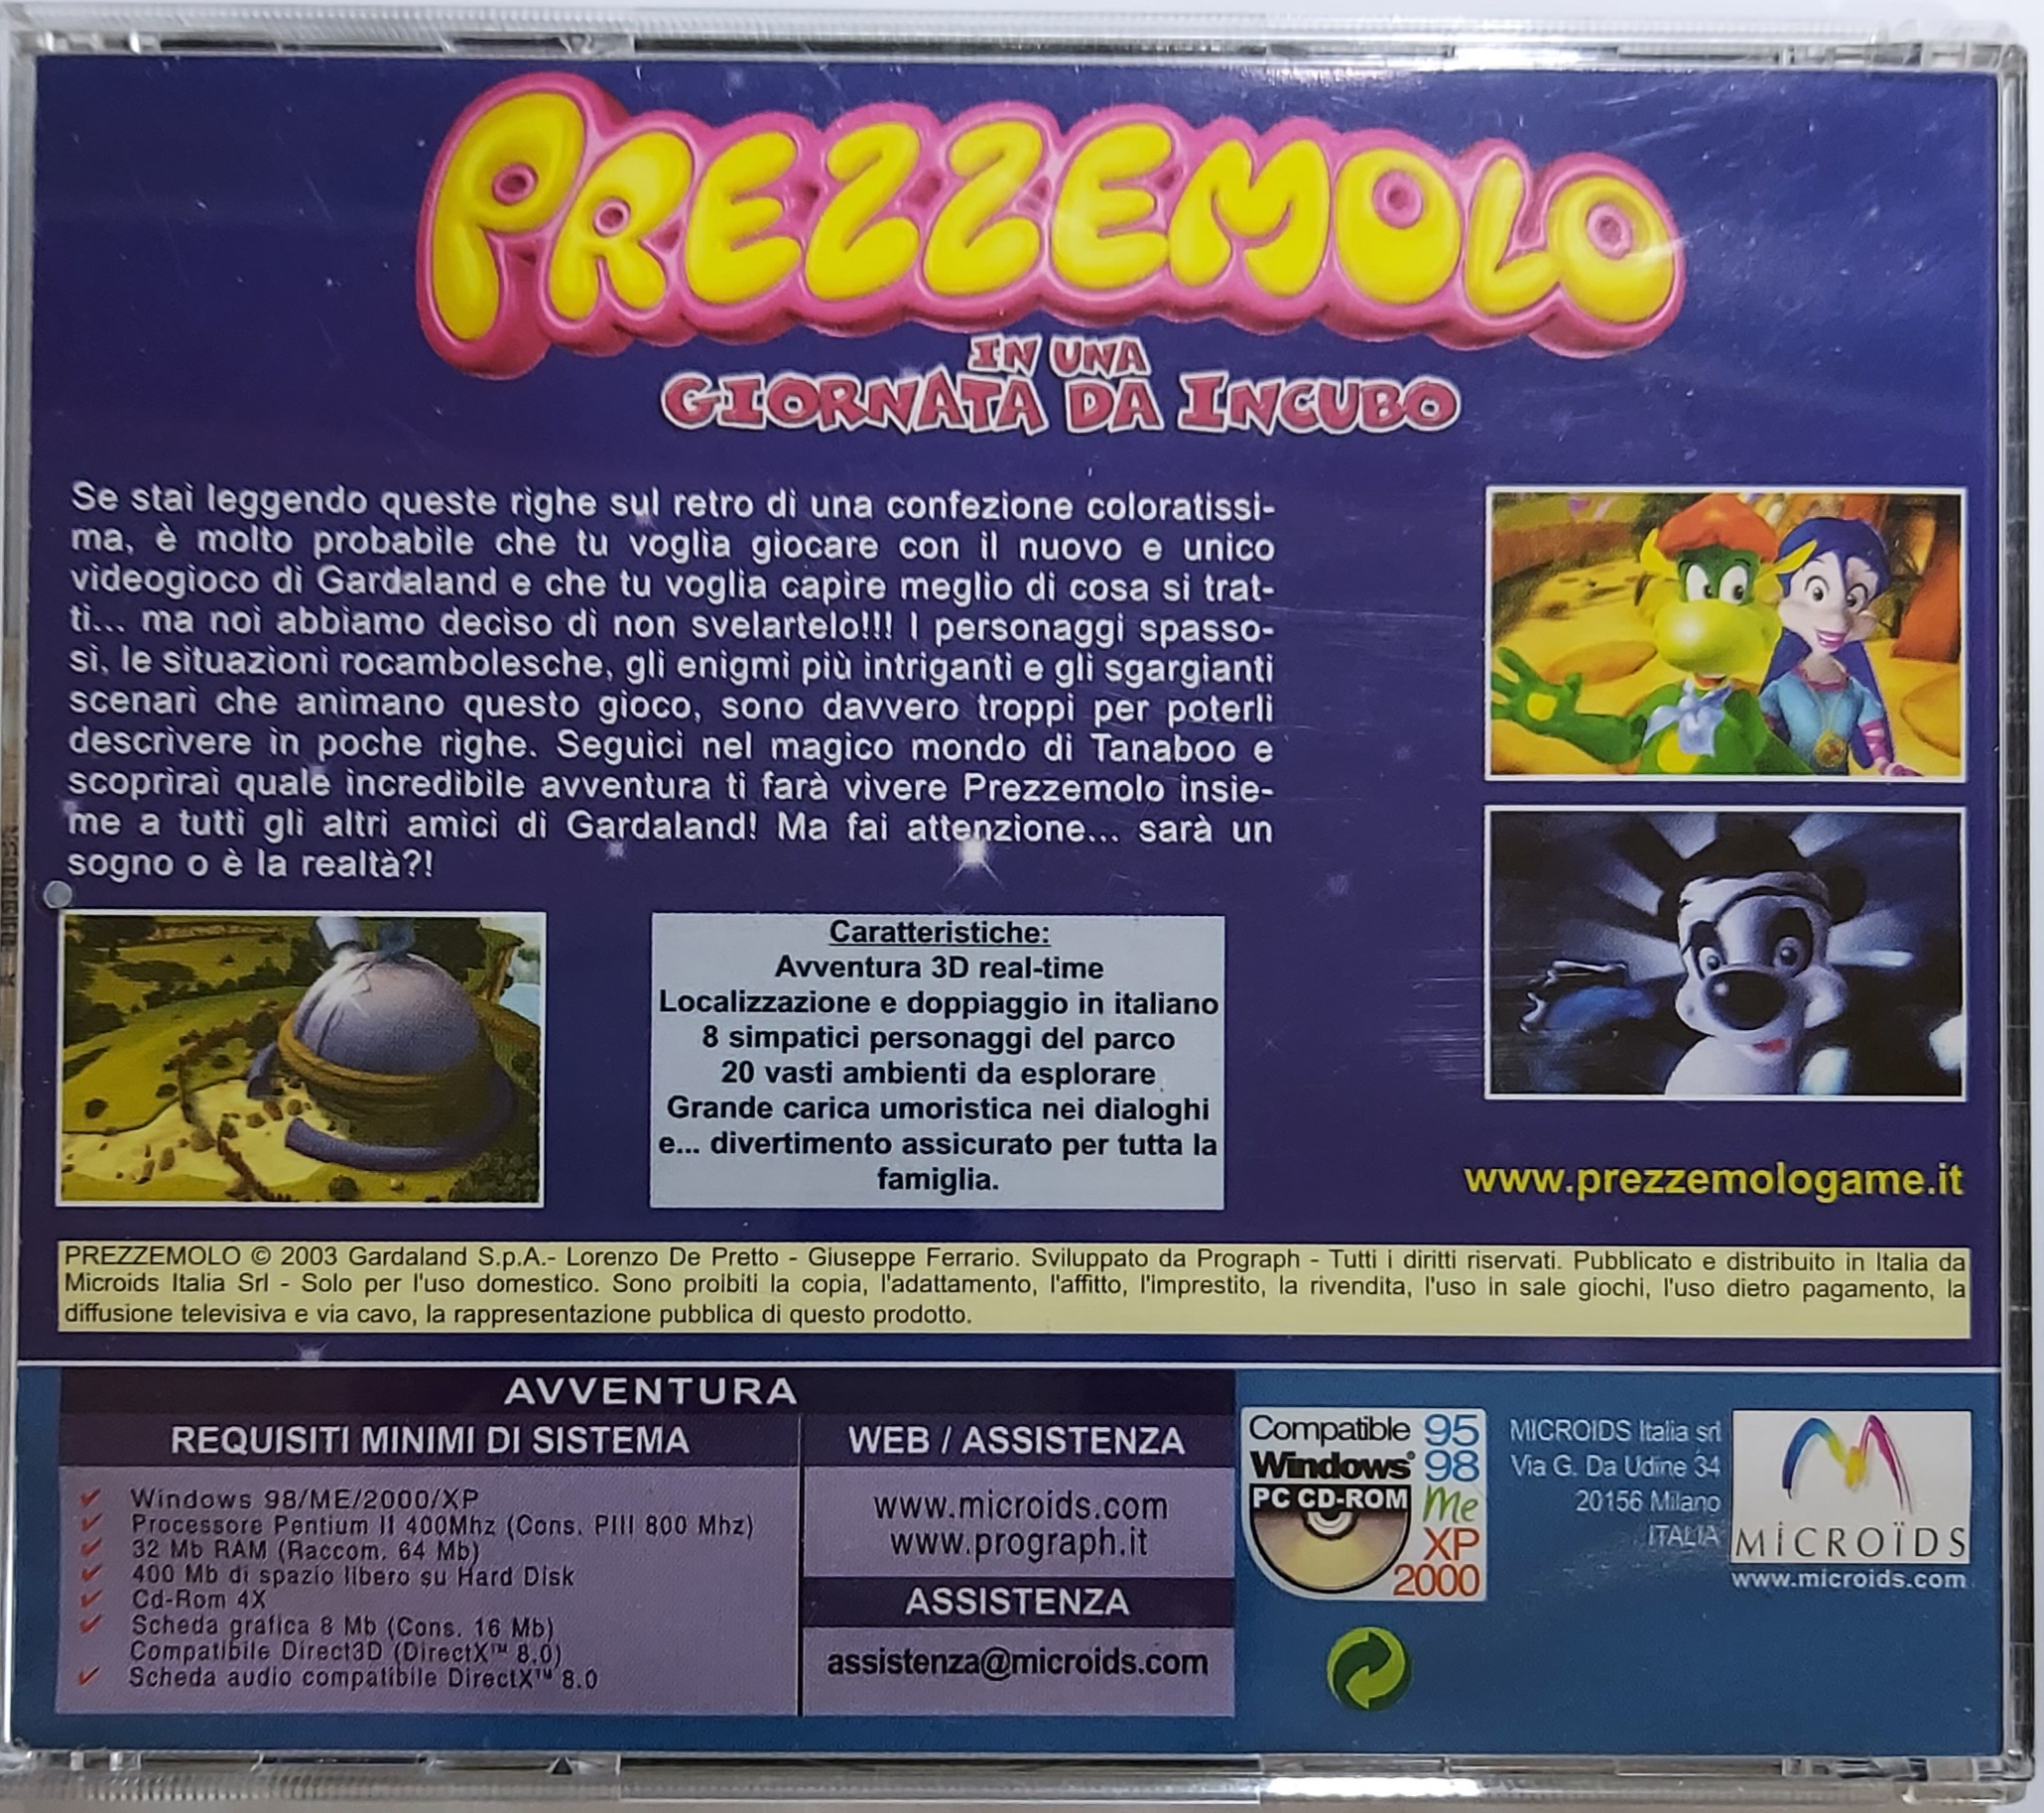 PREZZEMOLO
IN UNA
GIORNATA DA INCUBO
Se stai leggendo queste righe sul retro di una confezione coloratissi-
ma, è molto probabile che tu voglia giocare con il nuovo e unico
videogioco di Gardaland e che tu voglia capire meglio di cosa si trat-
ti... ma noi abbiamo deciso di non svelartelo!!! I personaggi spasso-
si, le situazioni rocambolesche, gli enigmi più intriganti e gli sgargianti
scenari che animano questo gioco, sono davvero troppi per poterli
descrivere in poche righe. Seguici nel magico mondo di Tanaboo e
scoprirai quale incredibile avventura ti farà vivere Prezzemolo insie-
me a tutti gli altri amici di Gardaland! Ma fai attenzione... sarà un
sogno o è la realtà?!
Caratteristiche:
Avventura 3D real-time
Localizzazione e doppiaggio in italiano
8 simpatici personaggi del parco
20 vasti ambienti da esplorare
Grande carica umoristica nei dialoghi
e... divertimento assicurato per tutta la
famiglia.
www.prezzemologame.it
PREZZEMOLO © 2003 Gardaland S.p.A.- Lorenzo De Pretto - Giuseppe Ferrario. Sviluppato da Prograph - Tutti i diritti riservati. Pubblicato e distribuito in Italia da
Microids Italia Srl - Solo per l'uso domestico. Sono proibiti la copia, l'adattamento, l'affitto, l'imprestito, la rivendita, l'uso in sale giochi, l'uso dietro pagamento, la
diffusione televisiva e via cavo, la rappresentazione pubblica di questo prodotto.
AVVENTURA
REQUISITI MINIMI DI SISTEMA
Windows 98/ME/2000/XP
Processore Pentium II 400Mhz (Cons. PIII 800 Mhz)
32 Mb RAM (Raccom. 64 Mb)
400 Mb di spazio libero su Hard Disk
Cd-Rom 4X
Scheda grafica 8 Mb (Cons. 16 Mb)
Compatibile Direct3D (DirectX™ 8.0)
Scheda audio compatibile DirectX™ 8.0
WEB / ASSISTENZA
www.microids.com
www.prograph.it
ASSISTENZA
assistenza@microids.com
Compatible 95
Windows® 98
PC CD-ROM Me
XP
2000
MICROIDS Italia srl
Via G. Da Udine 34
20156 Milano
ITALIA
MICROÏDS
www.microids.com